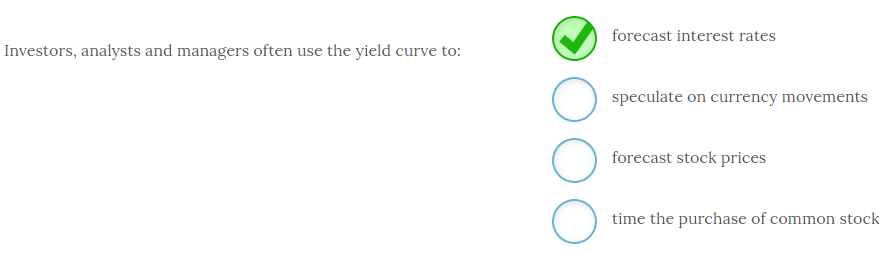 Investors, analysts and managers often use the yield curve to:
forecast interest rates
speculate on currency movements
forecast stock prices
time the purchase of common stock